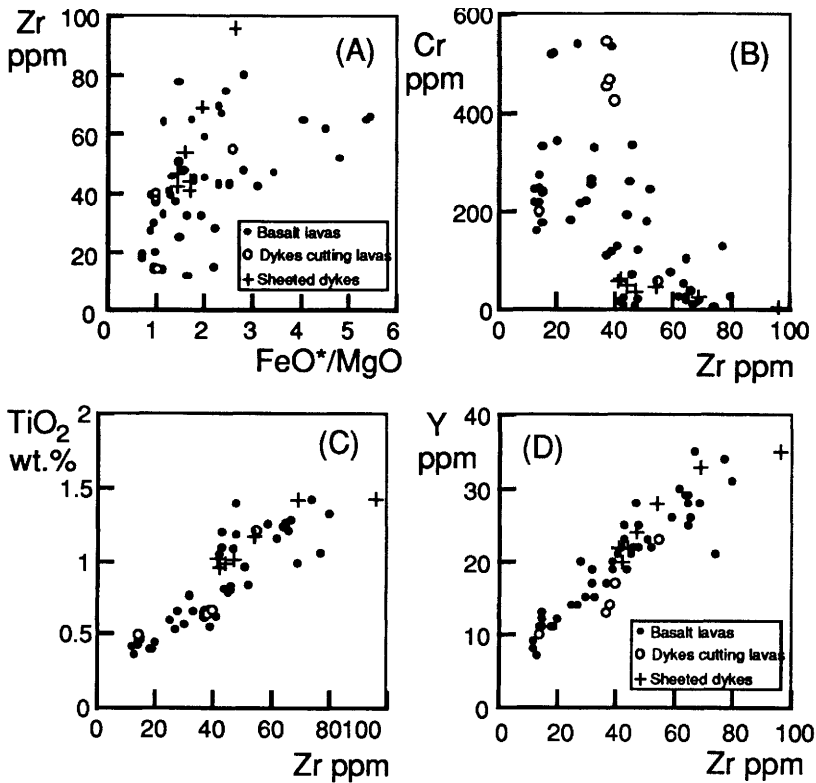 Zr
ppm
100
80
60
40
20
0
(A)
Basalt lavas
Dykes cutting lavas
Sheeted dykes
0 1 2 3 4 5 6
FeO*/MgO
Cr
ppm
600
400
200
0
(B)
0 20 40 60 80 100
Zr ppm
TiO2
wt.%
2
1.5
1
0.5
0
(C)
0 20 40 60 80100
Zr ppm
Y
ppm
40
30
20
10
0
(D)
Basalt lavas
Dykes cutting lavas
Sheeted dykes
0 20 40 60 80 100
Zr ppm